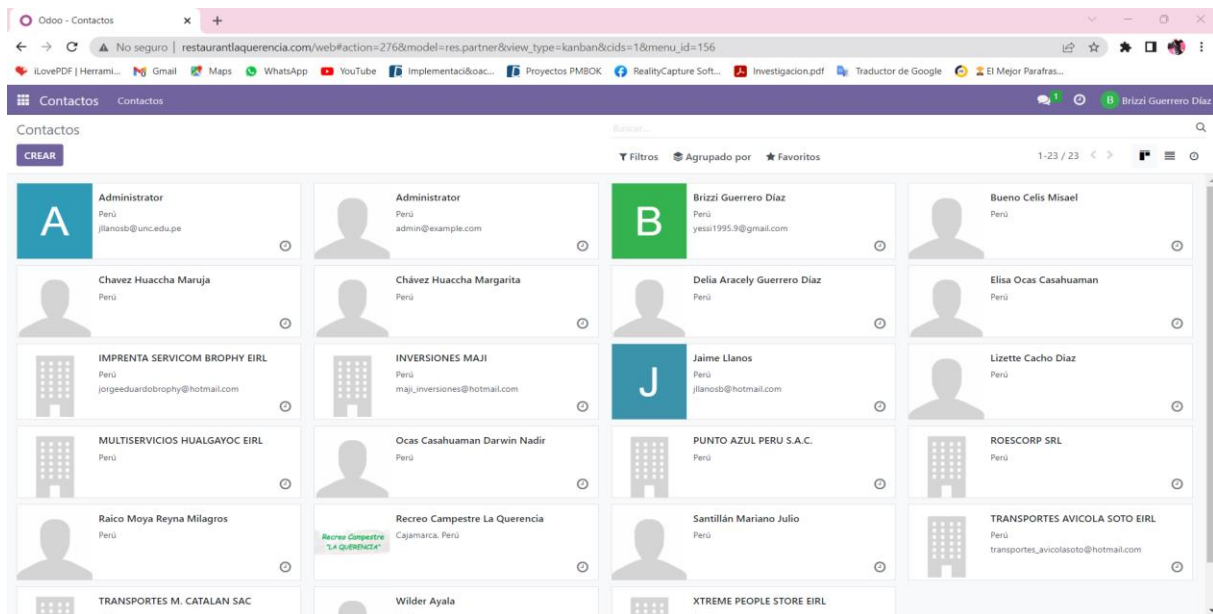 Odoo - Contactos
No seguro | restaurantlaquerencia.com/web#action=276&model=res.partner&view_type=kanban&cids=1&menu_id=156
iLovePDF | Herrami... Gmail Maps WhatsApp YouTube Implementaci&oac... Proyectos PMBOK RealityCapture Soft... Investigacion.pdf Traductor de Google El Mejor Parafras...
Contactos Contactos 1 B Brizzi Guerrero Díaz
Contactos Buscar...
CREAR Filtros Agrupado por Favoritos 1-23 / 23
A
Administrator
Perú
jllanosb@unc.edu.pe
Administrator
Perú
admin@example.com
B
Brizzi Guerrero Díaz
Perú
yessi1995.9@gmail.com
Bueno Celis Misael
Perú
Chavez Huaccha Maruja
Perú
Chávez Huaccha Margarita
Perú
Delia Aracely Guerrero Díaz
Perú
Elisa Ocas Casahuaman
Perú
IMPRENTA SERVICOM BROPHY EIRL
Perú
jorgeeduardobrophy@hotmail.com
INVERSIONES MAJI
Perú
maji_inversiones@hotmail.com
J
Jaime Llanos
Perú
jllanosb@hotmail.com
Lizette Cacho Diaz
Perú
MULTISERVICIOS HUALGAYOC EIRL
Perú
Ocas Casahuaman Darwin Nadir
Perú
PUNTO AZUL PERU S.A.C.
Perú
ROESCORP SRL
Perú
Raico Moya Reyna Milagros
Perú
Recreo Campestre
"LA QUERENCIA"
Recreo Campestre La Querencia
Cajamarca, Perú
Santillán Mariano Julio
Perú
TRANSPORTES AVICOLA SOTO EIRL
Perú
transportes_avicolasoto@hotmail.com
TRANSPORTES M. CATALAN SAC
Wilder Ayala
XTREME PEOPLE STORE EIRL